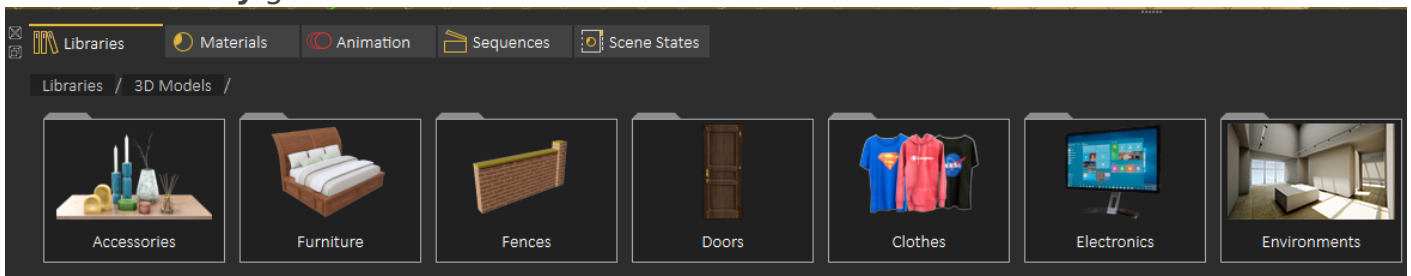 Libraries
Materials
Animation
Sequences
Scene States
Libraries / 3D Models /
Accessories
Furniture
Fences
Doors
Clothes
Electronics
Environments